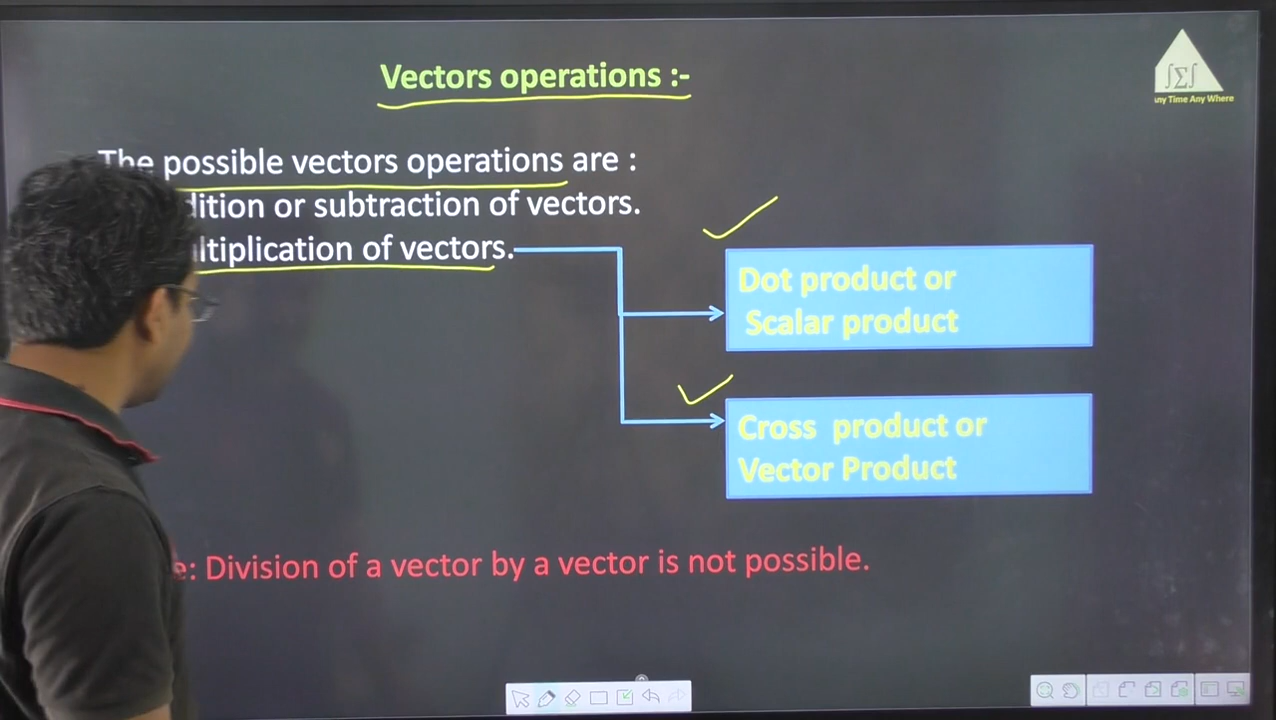 Vectors operations :-
∫Σ∫
ny Time Any Where
The possible vectors operations are :
dition or subtraction of vectors.
ltiplication of vectors.
Dot product or
Scalar product
Cross product or
Vector Product
e: Division of a vector by a vector is not possible.